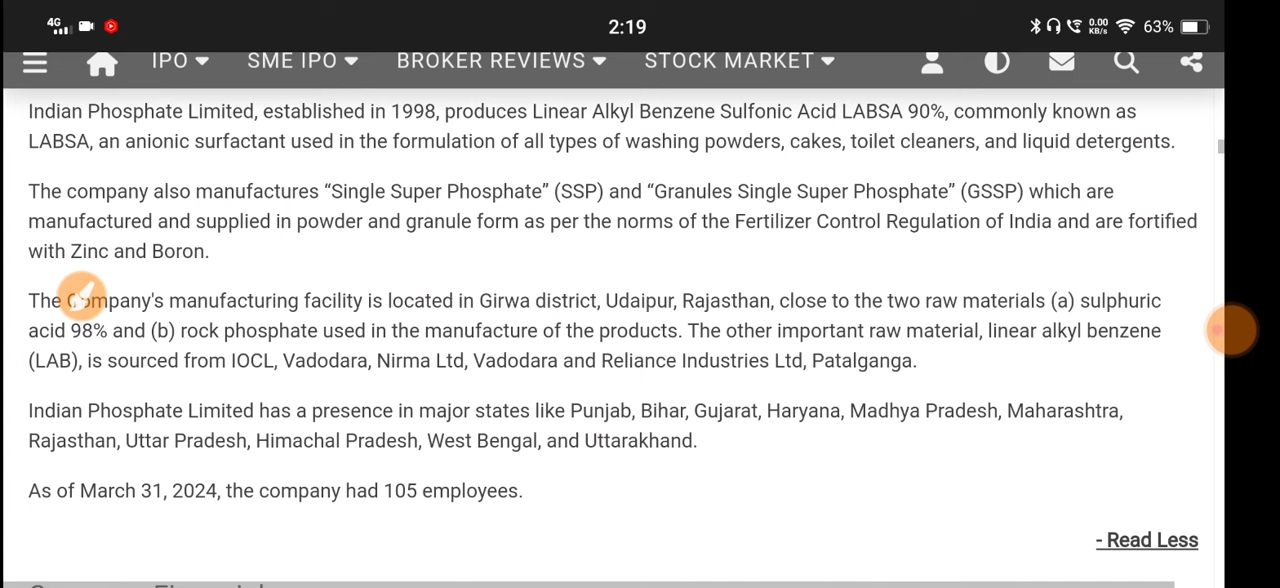 4G 2:19 0.00 KB/s 63%
IPO SME IPO BROKER REVIEWS STOCK MARKET
Indian Phosphate Limited, established in 1998, produces Linear Alkyl Benzene Sulfonic Acid LABSA 90%, commonly known as
LABSA, an anionic surfactant used in the formulation of all types of washing powders, cakes, toilet cleaners, and liquid detergents.
The company also manufactures “Single Super Phosphate” (SSP) and “Granules Single Super Phosphate” (GSSP) which are
manufactured and supplied in powder and granule form as per the norms of the Fertilizer Control Regulation of India and are fortified
with Zinc and Boron.
The Company's manufacturing facility is located in Girwa district, Udaipur, Rajasthan, close to the two raw materials (a) sulphuric
acid 98% and (b) rock phosphate used in the manufacture of the products. The other important raw material, linear alkyl benzene
(LAB), is sourced from IOCL, Vadodara, Nirma Ltd, Vadodara and Reliance Industries Ltd, Patalganga.
Indian Phosphate Limited has a presence in major states like Punjab, Bihar, Gujarat, Haryana, Madhya Pradesh, Maharashtra,
Rajasthan, Uttar Pradesh, Himachal Pradesh, West Bengal, and Uttarakhand.
As of March 31, 2024, the company had 105 employees.
- Read Less